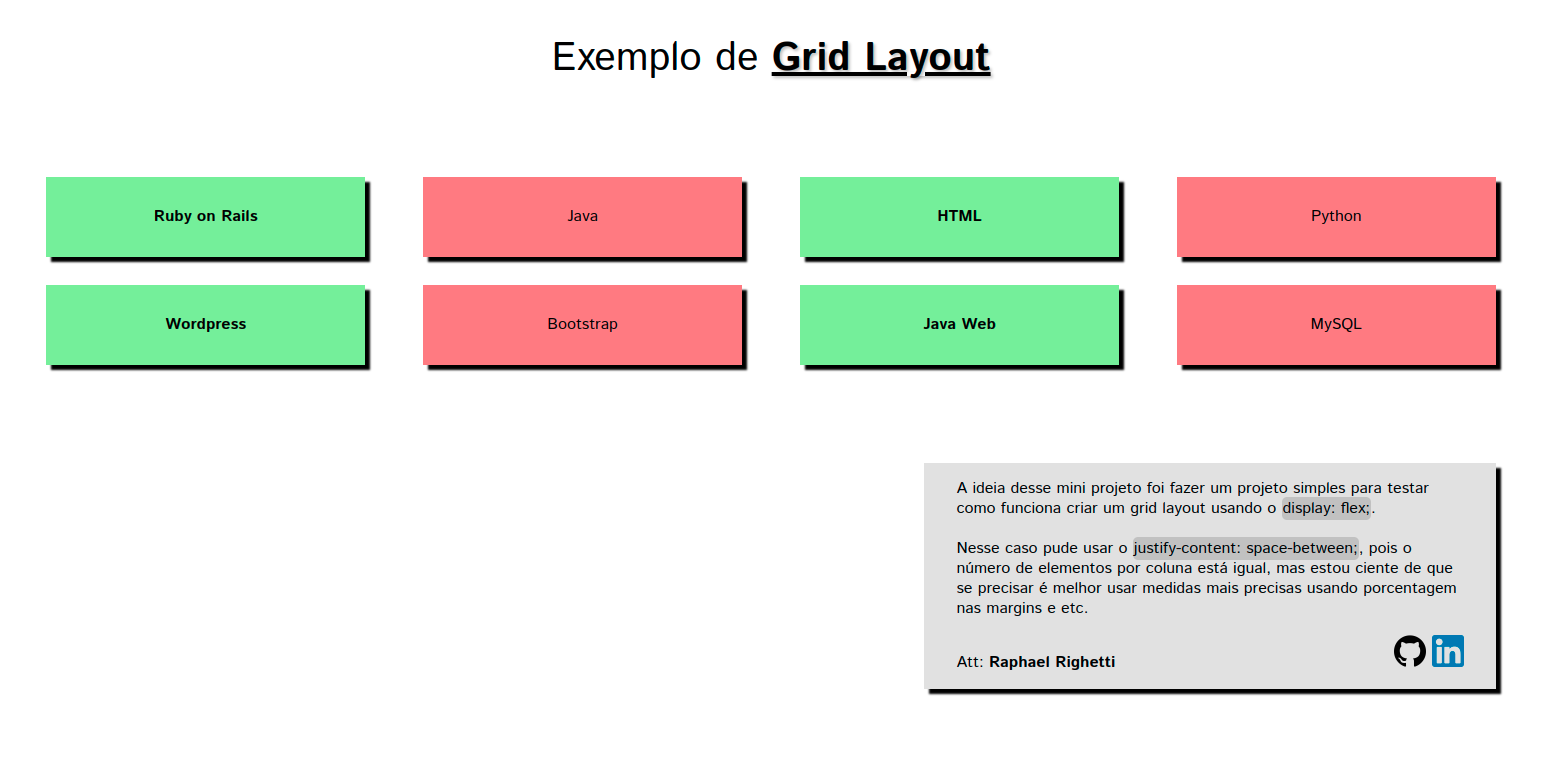 Exemplo de Grid Layout
Ruby on Rails
Java
HTML
Python
Wordpress
Bootstrap
Java Web
MySQL
A ideia desse mini projeto foi fazer um projeto simples para testar
como funciona criar um grid layout usando o display: flex;.
Nesse caso pude usar o justify-content: space-between;, pois o
número de elementos por coluna está igual, mas estou ciente de que
se precisar é melhor usar medidas mais precisas usando porcentagem
nas margins e etc.
Att: Raphael Righetti
in